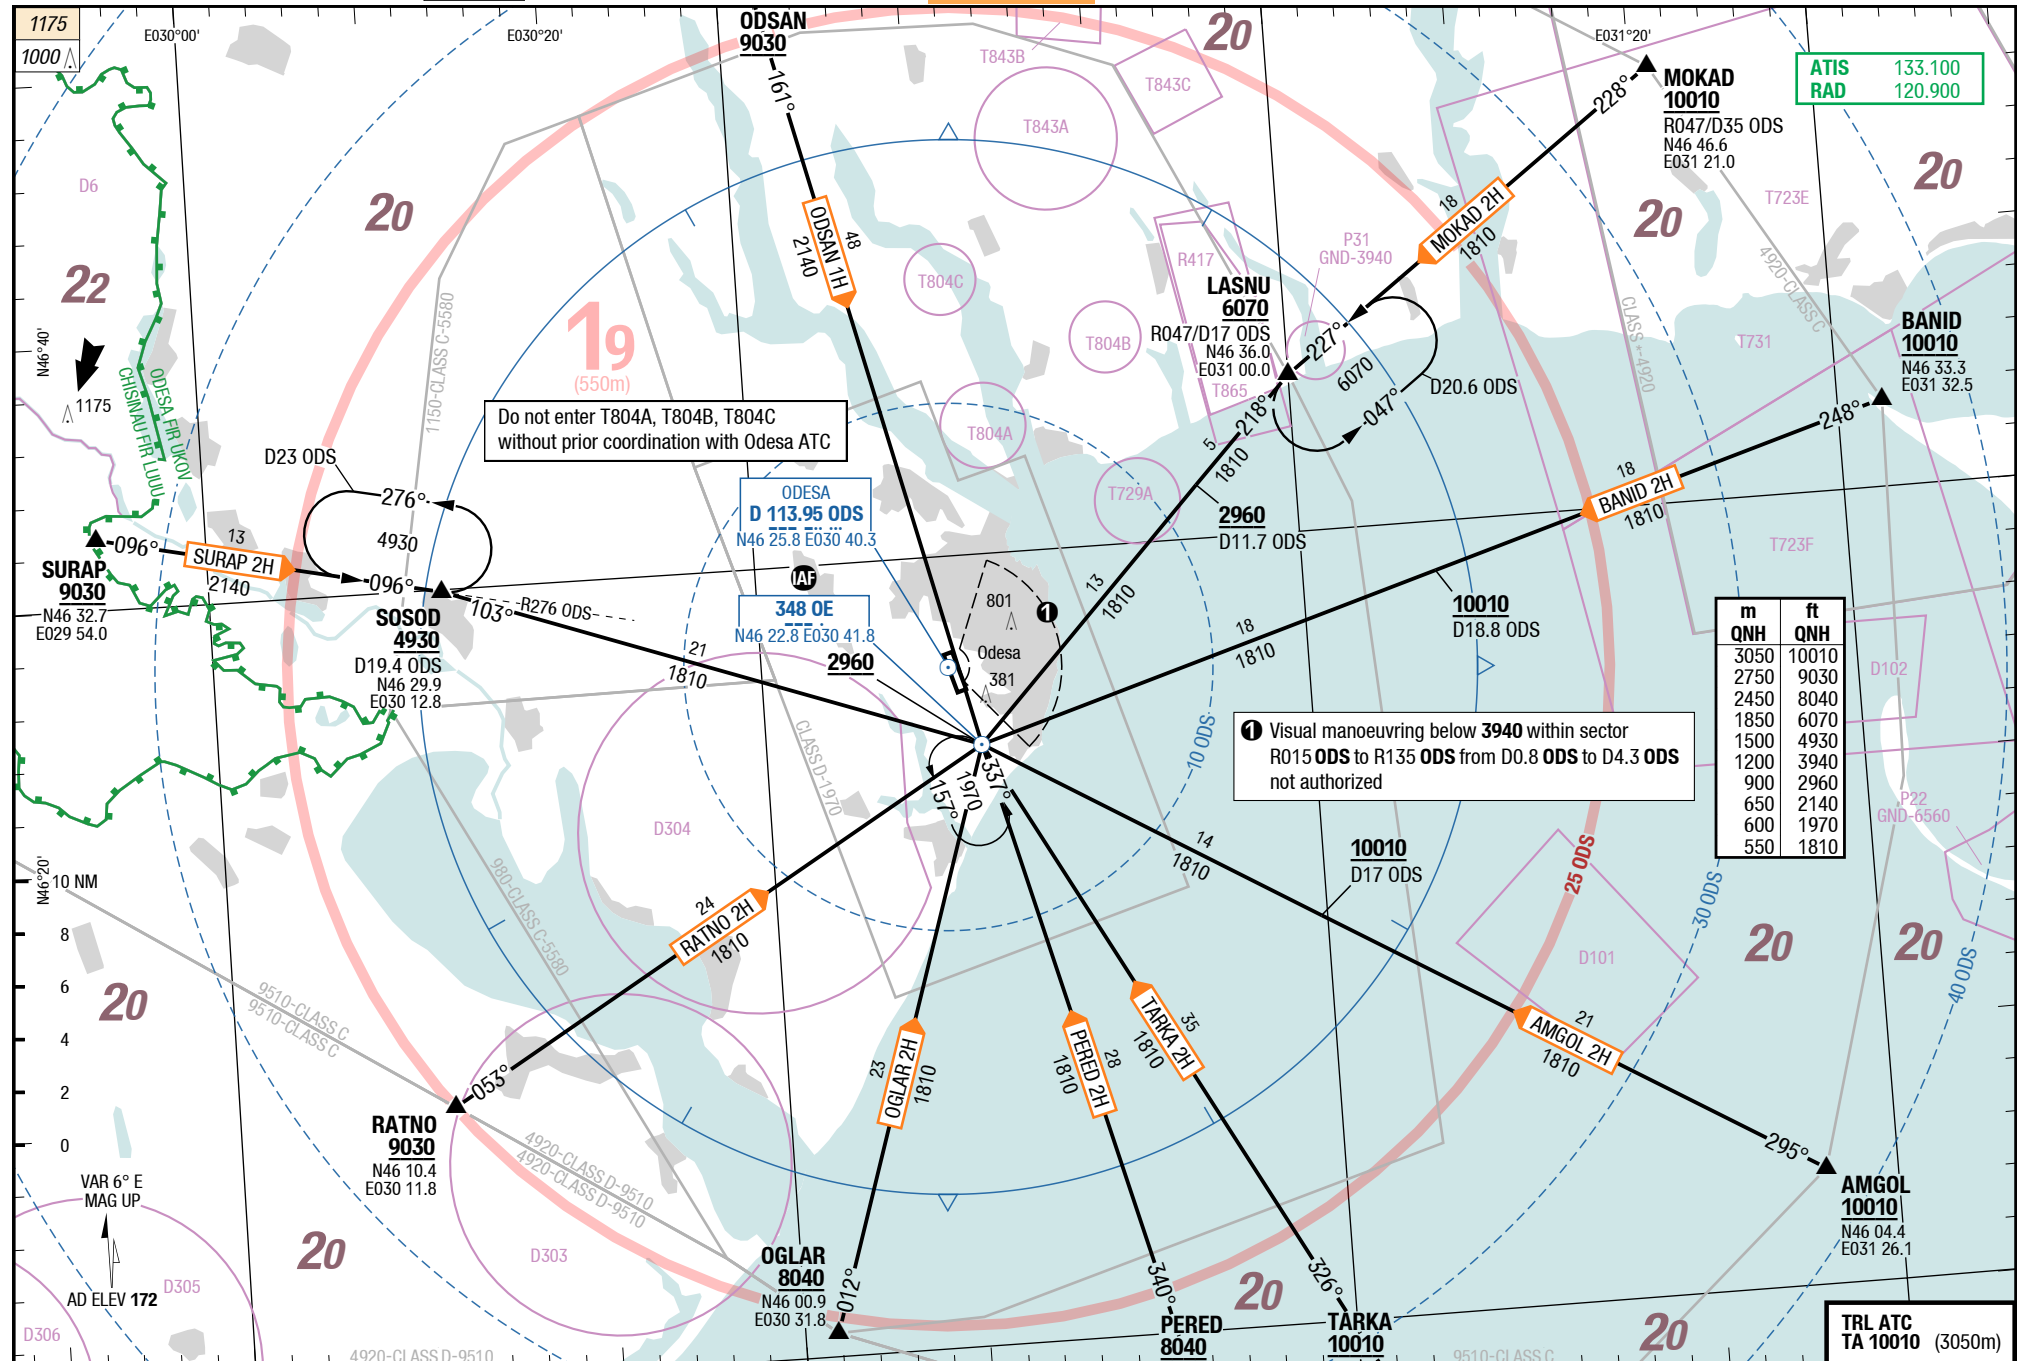 1175
1000
E030°00'
E030°20'
ODSAN
9030
161°
ODSAN 1H
48
2140
20
T843B
T843C
T843A
E031°20'
228°
MOKAD
10010
R047/D35 ODS
N46 46.6
E031 21.0
ATIS 133.100
RAD 120.900
D6
20
22
20
20
T723E
18
MOKAD 2H
1810
P31
GND-3940
R417
T804C
T804B
T804A
T865
T729A
LASNU
6070
R047/D17 ODS
N46 36.0
E031 00.0
227°
6070
047°
D20.6 ODS
218°
5
1810
4920-CLASS C
CLASS *-4920
T731
BANID
10010
N46 33.3
E031 32.5
248°
18
BANID 2H
1810
T723F
N46°40'
1175
ODESA FIR UKOV
CHISINAU FIR LUUU
1150-CLASS C-5580
19
(550m)
Do not enter T804A, T804B, T804C
without prior coordination with Odesa ATC
D23 ODS
276°
4930
ODESA
D 113.95 ODS
N46 25.8 E030 40.3
2960
D11.7 ODS
096°
13
SURAP 2H
2140
SURAP
9030
N46 32.7
E029 54.0
096°
103°
R276 ODS
SOSOD
4930
D19.4 ODS
N46 29.9
E030 12.8
IAF
348 OE
N46 22.8 E030 41.8
2960
21
1810
801
1
Odesa
381
13
1810
10010
D18.8 ODS
18
1810
m ft
QNH QNH
3050 10010
2750 9030
2450 8040
1850 6070
1500 4930
1200 3940
900 2960
650 2140
600 1970
550 1810
D102
P22
GND-6560
1 Visual manoeuvring below 3940 within sector
R015 ODS to R135 ODS from D0.8 ODS to D4.3 ODS
not authorized
10 ODS
CLASS D-1970
D304
157°
1970
337°
14
1810
10010
D17 ODS
25 ODS
30 ODS
40 ODS
D101
20
20
N46°20'
10 NM
8
6
4
2
0
20
9510-CLASS C
9510-CLASS C
980-CLASS C-5580
24
RATNO 2H
1810
053°
RATNO
9030
N46 10.4
E030 11.8
23
OGLAR 2H
1810
28
PERED 2H
1810
35
TARKA 2H
1810
21
AMGOL 2H
1810
295°
AMGOL
10010
N46 04.4
E031 26.1
VAR 6° E
MAG UP
AD ELEV 172
D305
D306
20
D303
4920-CLASS D-9510
4920-CLASS D-9510
4920-CLASS D-9510
OGLAR
8040
N46 00.9
E030 31.8
012°
340°
PERED
8040
20
326°
TARKA
10010
9510-CLASS C
20
TRL ATC
TA 10010 (3050m)